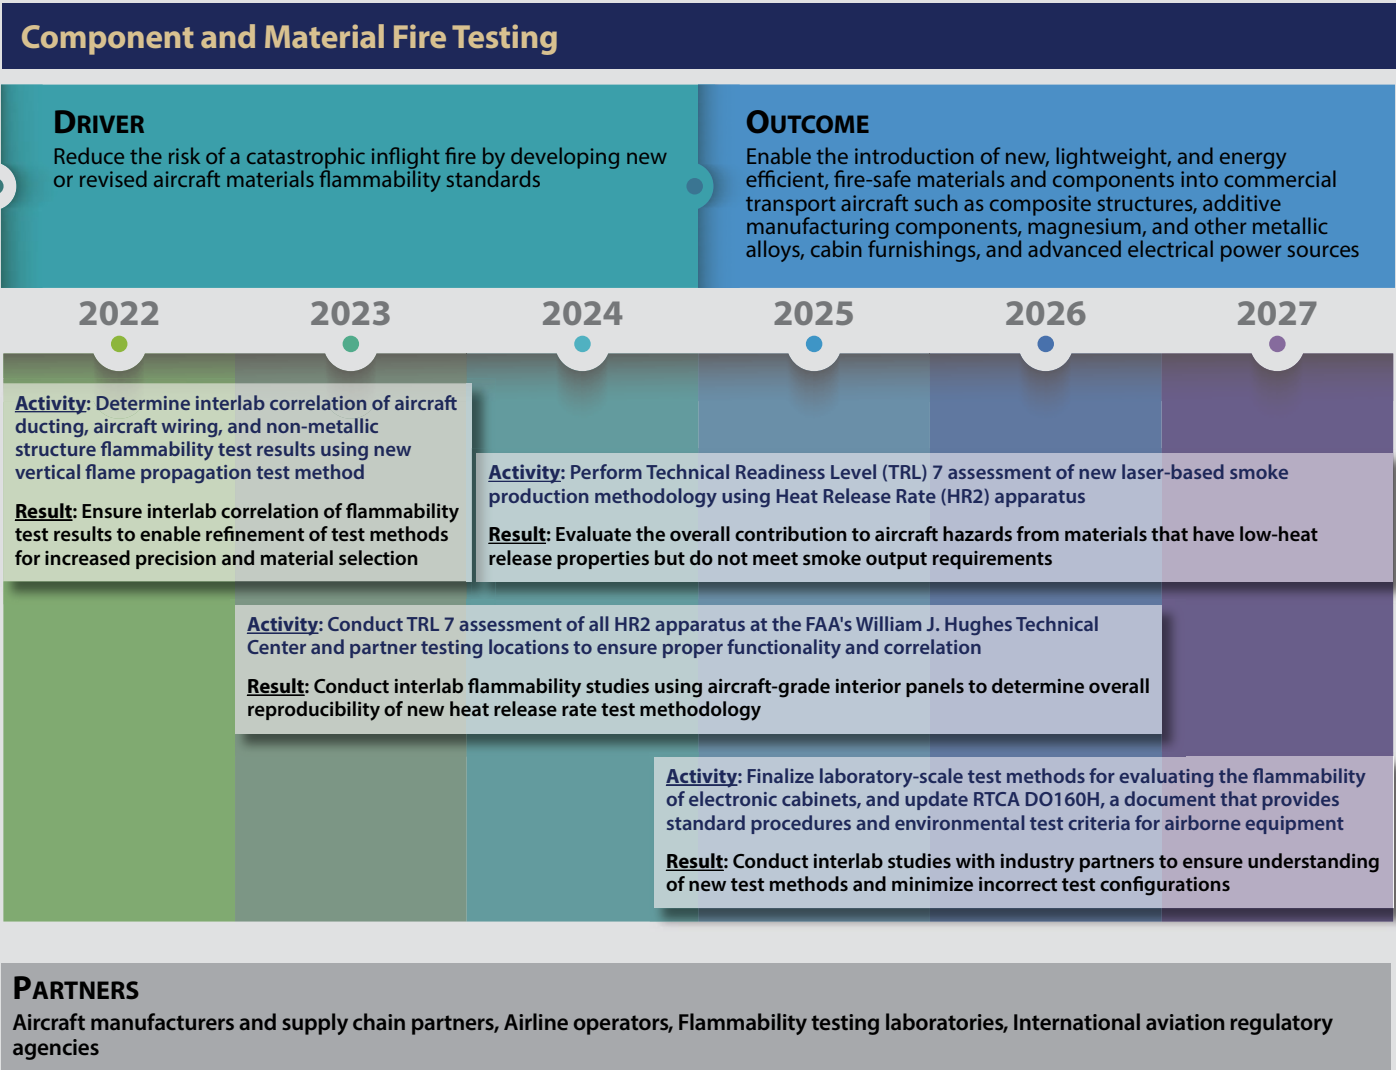 Component and Material Fire Testing
DRIVER
Reduce the risk of a catastrophic inflight fire by developing new
or revised aircraft materials flammability standards
OUTCOME
Enable the introduction of new, lightweight, and energy
efficient, fire-safe materials and components into commercial
transport aircraft such as composite structures, additive
manufacturing components, magnesium, and other metallic
alloys, cabin furnishings, and advanced electrical power sources
2022 2023 2024 2025 2026 2027
Activity: Determine interlab correlation of aircraft
ducting, aircraft wiring, and non-metallic
structure flammability test results using new
vertical flame propagation test method
Result: Ensure interlab correlation of flammability
test results to enable refinement of test methods
for increased precision and material selection
Activity: Perform Technical Readiness Level (TRL) 7 assessment of new laser-based smoke
production methodology using Heat Release Rate (HR2) apparatus
Result: Evaluate the overall contribution to aircraft hazards from materials that have low-heat
release properties but do not meet smoke output requirements
Activity: Conduct TRL 7 assessment of all HR2 apparatus at the FAA's William J. Hughes Technical
Center and partner testing locations to ensure proper functionality and correlation
Result: Conduct interlab flammability studies using aircraft-grade interior panels to determine overall
reproducibility of new heat release rate test methodology
Activity: Finalize laboratory-scale test methods for evaluating the flammability
of electronic cabinets, and update RTCA DO160H, a document that provides
standard procedures and environmental test criteria for airborne equipment
Result: Conduct interlab studies with industry partners to ensure understanding
of new test methods and minimize incorrect test configurations
PARTNERS
Aircraft manufacturers and supply chain partners, Airline operators, Flammability testing laboratories, International aviation regulatory
agencies